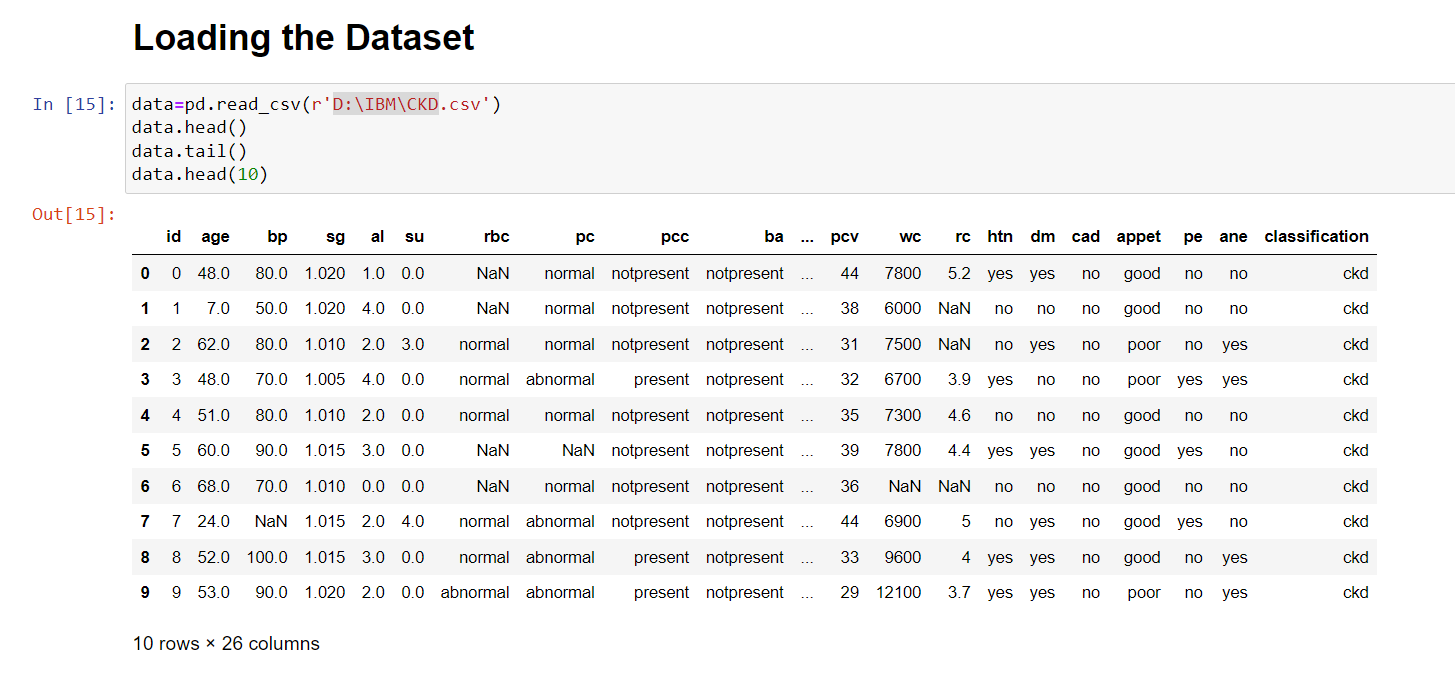 Loading the Dataset
In [15]: data=pd.read_csv(r'D:\IBM\CKD.csv')
data.head()
data.tail()
data.head(10)
Out[15]:
id age bp sg al su rbc pc pcc ba ... pcv wc rc htn dm cad appet pe ane classification
0 0 48.0 80.0 1.020 1.0 0.0 NaN normal notpresent notpresent ... 44 7800 5.2 yes yes no good no no ckd
1 1 7.0 50.0 1.020 4.0 0.0 NaN normal notpresent notpresent ... 38 6000 NaN no no no good no no ckd
2 2 62.0 80.0 1.010 2.0 3.0 normal normal notpresent notpresent ... 31 7500 NaN no yes no poor no yes ckd
3 3 48.0 70.0 1.005 4.0 0.0 normal abnormal present notpresent ... 32 6700 3.9 yes no no poor yes yes ckd
4 4 51.0 80.0 1.010 2.0 0.0 normal normal notpresent notpresent ... 35 7300 4.6 no no no good no no ckd
5 5 60.0 90.0 1.015 3.0 0.0 NaN NaN notpresent notpresent ... 39 7800 4.4 yes yes no good yes no ckd
6 6 68.0 70.0 1.010 0.0 0.0 NaN normal notpresent notpresent ... 36 NaN NaN no no no good no no ckd
7 7 24.0 NaN 1.015 2.0 4.0 normal abnormal notpresent notpresent ... 44 6900 5 no yes no good yes no ckd
8 8 52.0 100.0 1.015 3.0 0.0 normal abnormal present notpresent ... 33 9600 4 yes yes no good no yes ckd
9 9 53.0 90.0 1.020 2.0 0.0 abnormal abnormal present notpresent ... 29 12100 3.7 yes yes no poor no yes ckd
10 rows × 26 columns